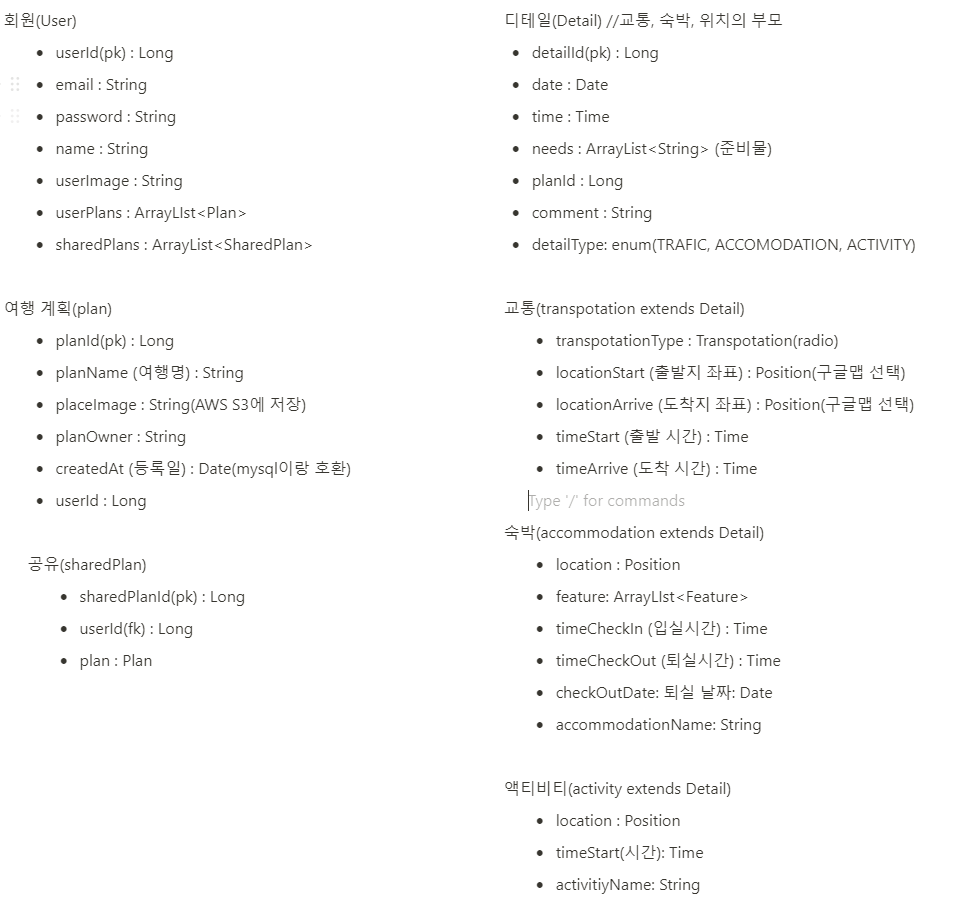 회원(User)
• userId(pk) : Long
• email : String
• password : String
• name : String
• userImage : String
• userPlans : ArrayLIst<Plan>
• sharedPlans : ArrayList<SharedPlan>
여행 계획(plan)
• planId(pk) : Long
• planName (여행명) : String
• placeImage : String(AWS S3에 저장)
• planOwner : String
• createdAt (등록일) : Date(mysql이랑 호환)
• userId : Long
공유(sharedPlan)
• sharedPlanId(pk) : Long
• userId(fk) : Long
• plan : Plan
디테일(Detail) //교통, 숙박, 위치의 부모
• detailId(pk) : Long
• date : Date
• time : Time
• needs : ArrayList<String> (준비물)
• planId : Long
• comment : String
• detailType: enum(TRAFIC, ACCOMODATION, ACTIVITY)
교통(transpotation extends Detail)
• transpotationType : Transpotation(radio)
• locationStart (출발지 좌표) : Position(구글맵 선택)
• locationArrive (도착지 좌표) : Position(구글맵 선택)
• timeStart (출발 시간) : Time
• timeArrive (도착 시간) : Time
Type '/' for commands
숙박(accommodation extends Detail)
• location : Position
• feature: ArrayLIst<Feature>
• timeCheckIn (입실시간) : Time
• timeCheckOut (퇴실시간) : Time
• checkOutDate: 퇴실 날짜: Date
• accommodationName: String
액티비티(activity extends Detail)
• location : Position
• timeStart(시간): Time
• activitiyName: String